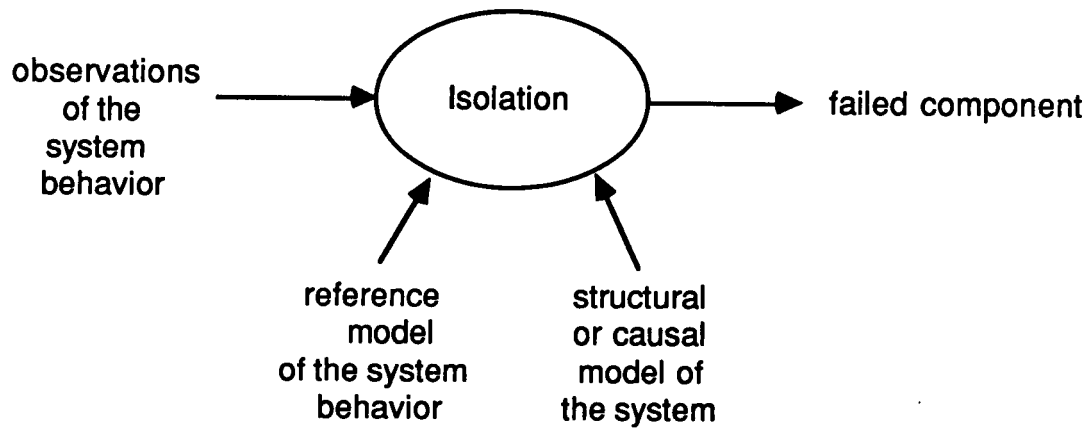 observations
of the
system
behavior
Isolation
failed component
reference
model
of the system
behavior
structural
or causal
model of
the system